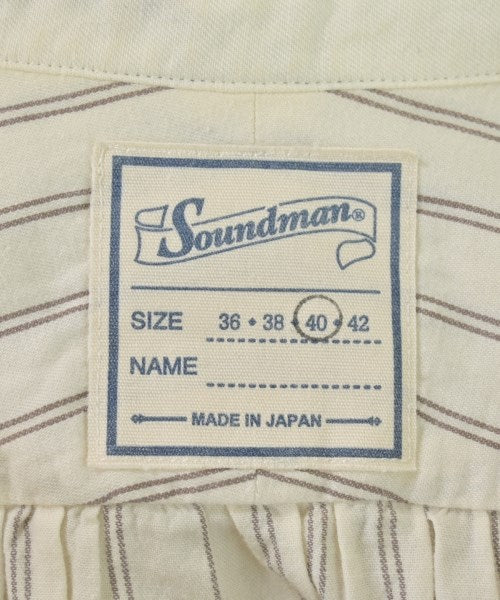 Soundman®
SIZE 36 • 38 • 40 • 42
NAME
MADE IN JAPAN